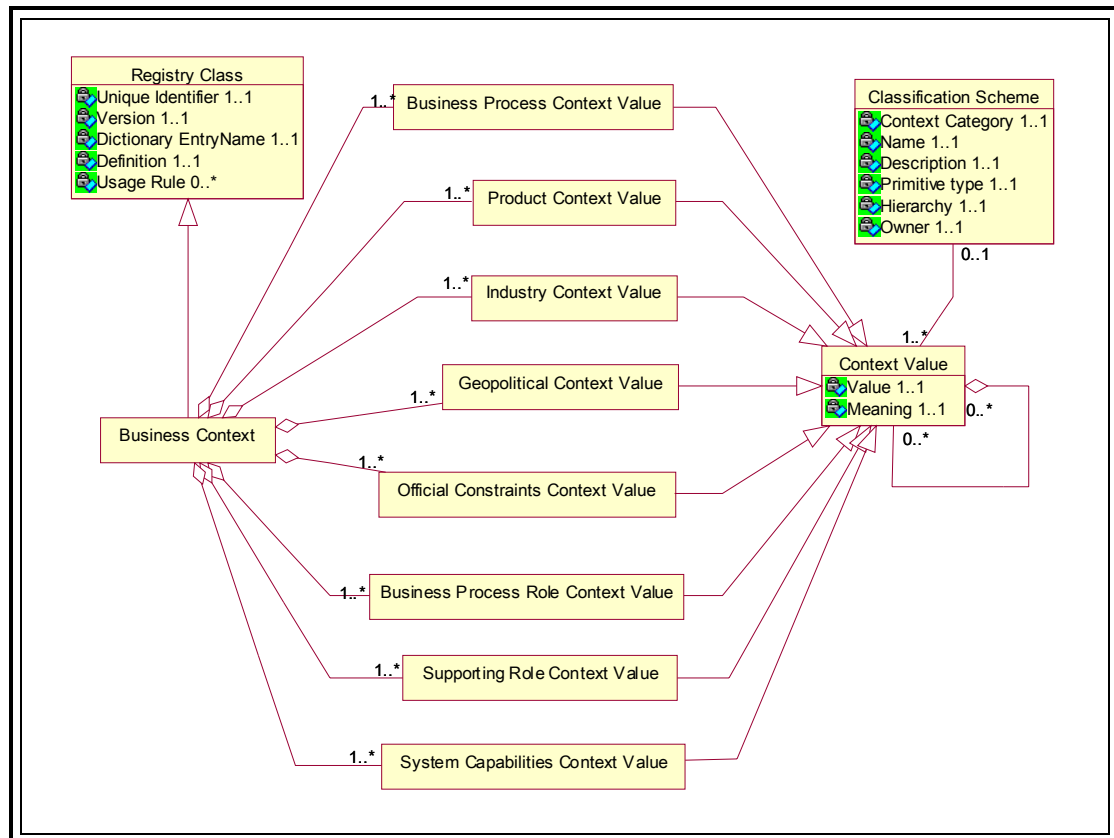 Registry Class
Unique Identifier 1..1
Version 1..1
Dictionary EntryName 1..1
Definition 1..1
Usage Rule 0..*
1..*
Business Process Context Value
1..*
Product Context Value
1..*
Industry Context Value
1..*
Geopolitical Context Value
Business Context
1..*
Official Constraints Context Value
1..*
Business Process Role Context Value
1..*
Supporting Role Context Value
1..*
System Capabilities Context Value
Classification Scheme
Context Category 1..1
Name 1..1
Description 1..1
Primitive type 1..1
Hierarchy 1..1
Owner 1..1
0..1
1..*
Context Value
Value 1..1
Meaning 1..1
0..*
0..*